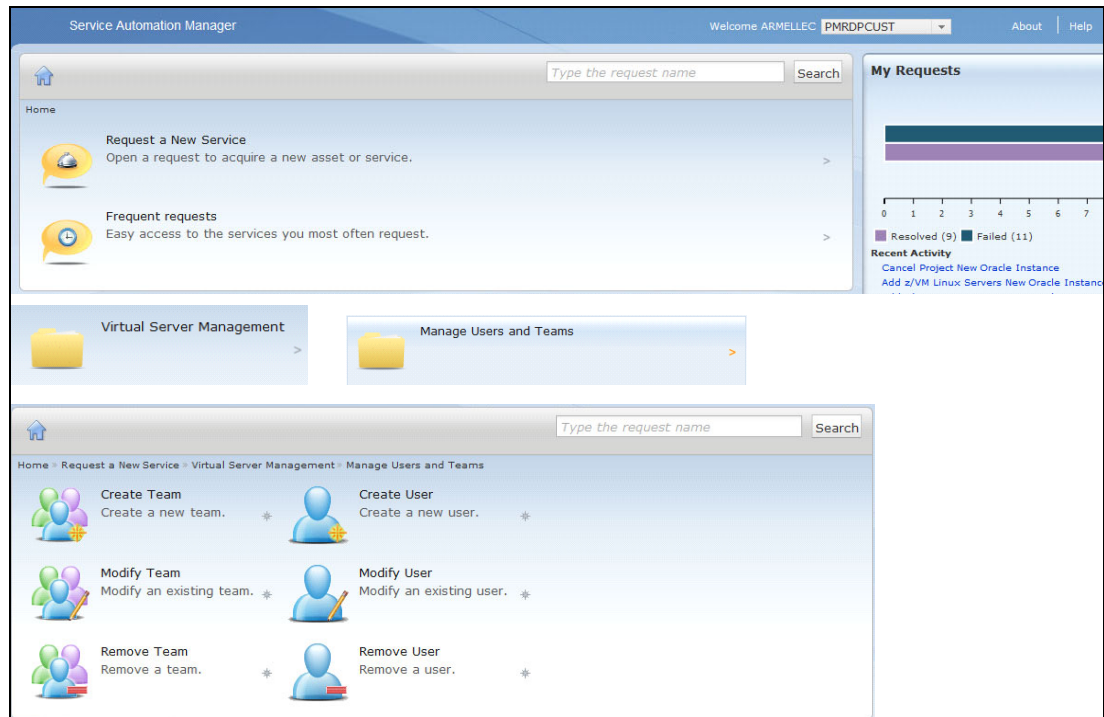 Service Automation Manager
Welcome ARMELLEC PMRDPCUST
About
Help
Type the request name
Search
My Requests
Home
Request a New Service
Open a request to acquire a new asset or service.
>
Frequent requests
Easy access to the services you most often request.
>
0 1 2 3 4 5 6 7
Resolved (9) Failed (11)
Recent Activity
Cancel Project New Oracle Instance
Add z/VM Linux Servers New Oracle Instance
Virtual Server Management
>
Manage Users and Teams
>
Type the request name
Search
Home » Request a New Service » Virtual Server Management » Manage Users and Teams
Create Team
Create a new team.
Create User
Create a new user.
Modify Team
Modify an existing team.
Modify User
Modify an existing user.
Remove Team
Remove a team.
Remove User
Remove a user.